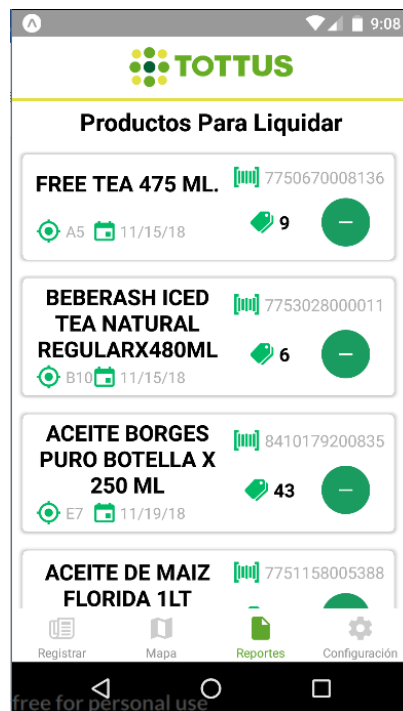 9:08
TOTTUS
Productos Para Liquidar
FREE TEA 475 ML.
7750670008136
A5
11/15/18
9
BEBERASH ICED
TEA NATURAL
REGULARX480ML
7753028000011
B10
11/15/18
6
ACEITE BORGES
PURO BOTELLA X
250 ML
8410179200835
E7
11/19/18
43
ACEITE DE MAIZ
FLORIDA 1LT
7751158005388
Registrar
Mapa
Reportes
Configuración
free for personal use